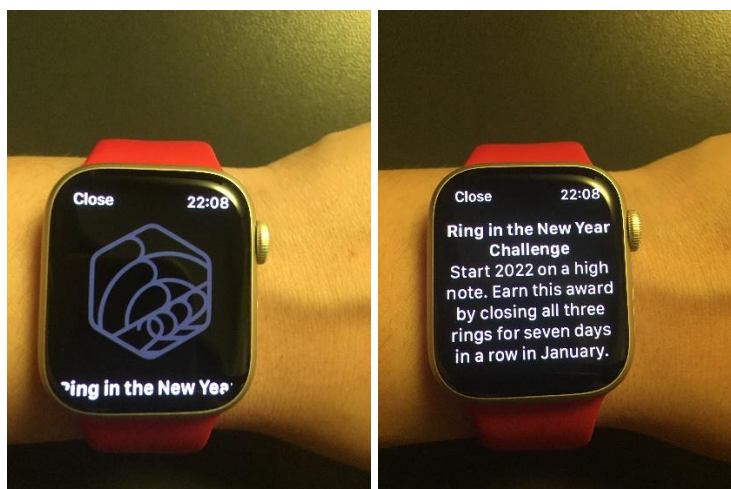 Close 22:08
Ring in the New Year
Close 22:08
Ring in the New Year
Challenge
Start 2022 on a high
note. Earn this award
by closing all three
rings for seven days
in a row in January.